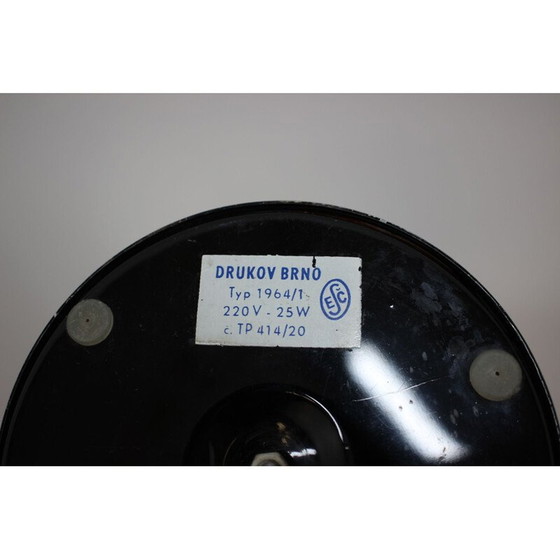 DRUKOV BRNO
Typ 1964/1
220V - 25W
č. TP 414/20
ESČ